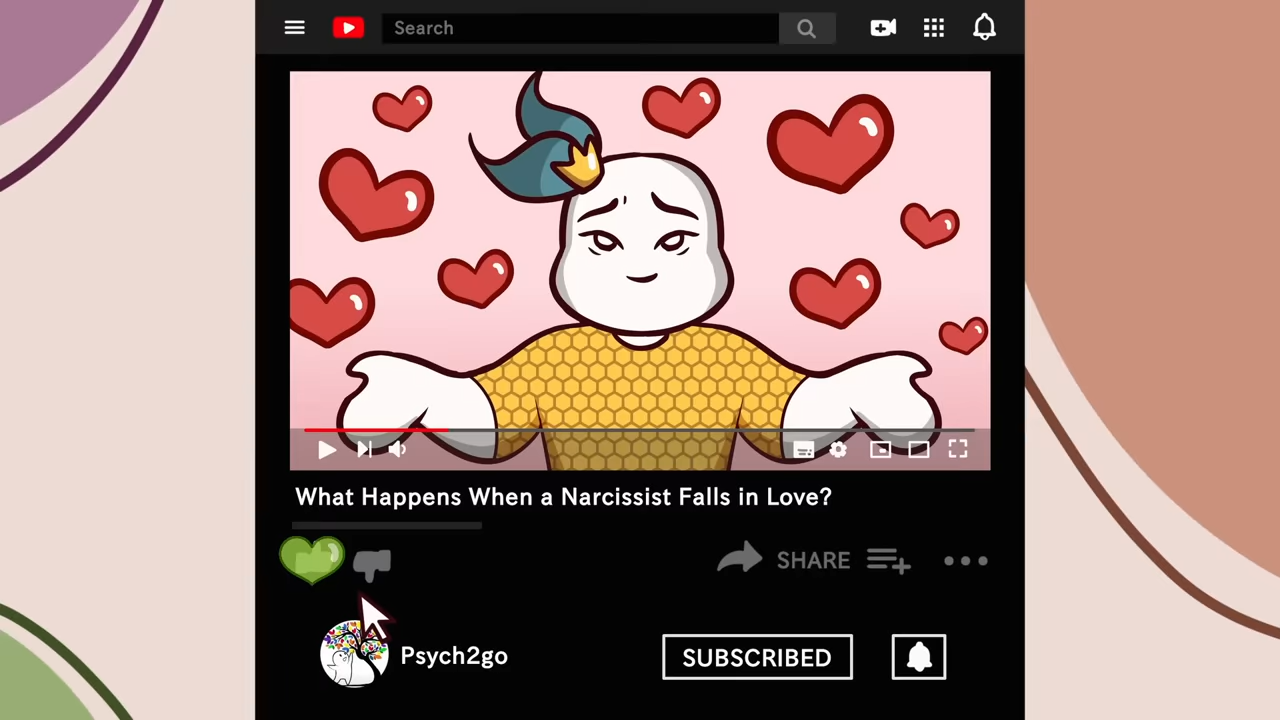 Search
What Happens When a Narcissist Falls in Love?
SHARE
Psych2go
SUBSCRIBED